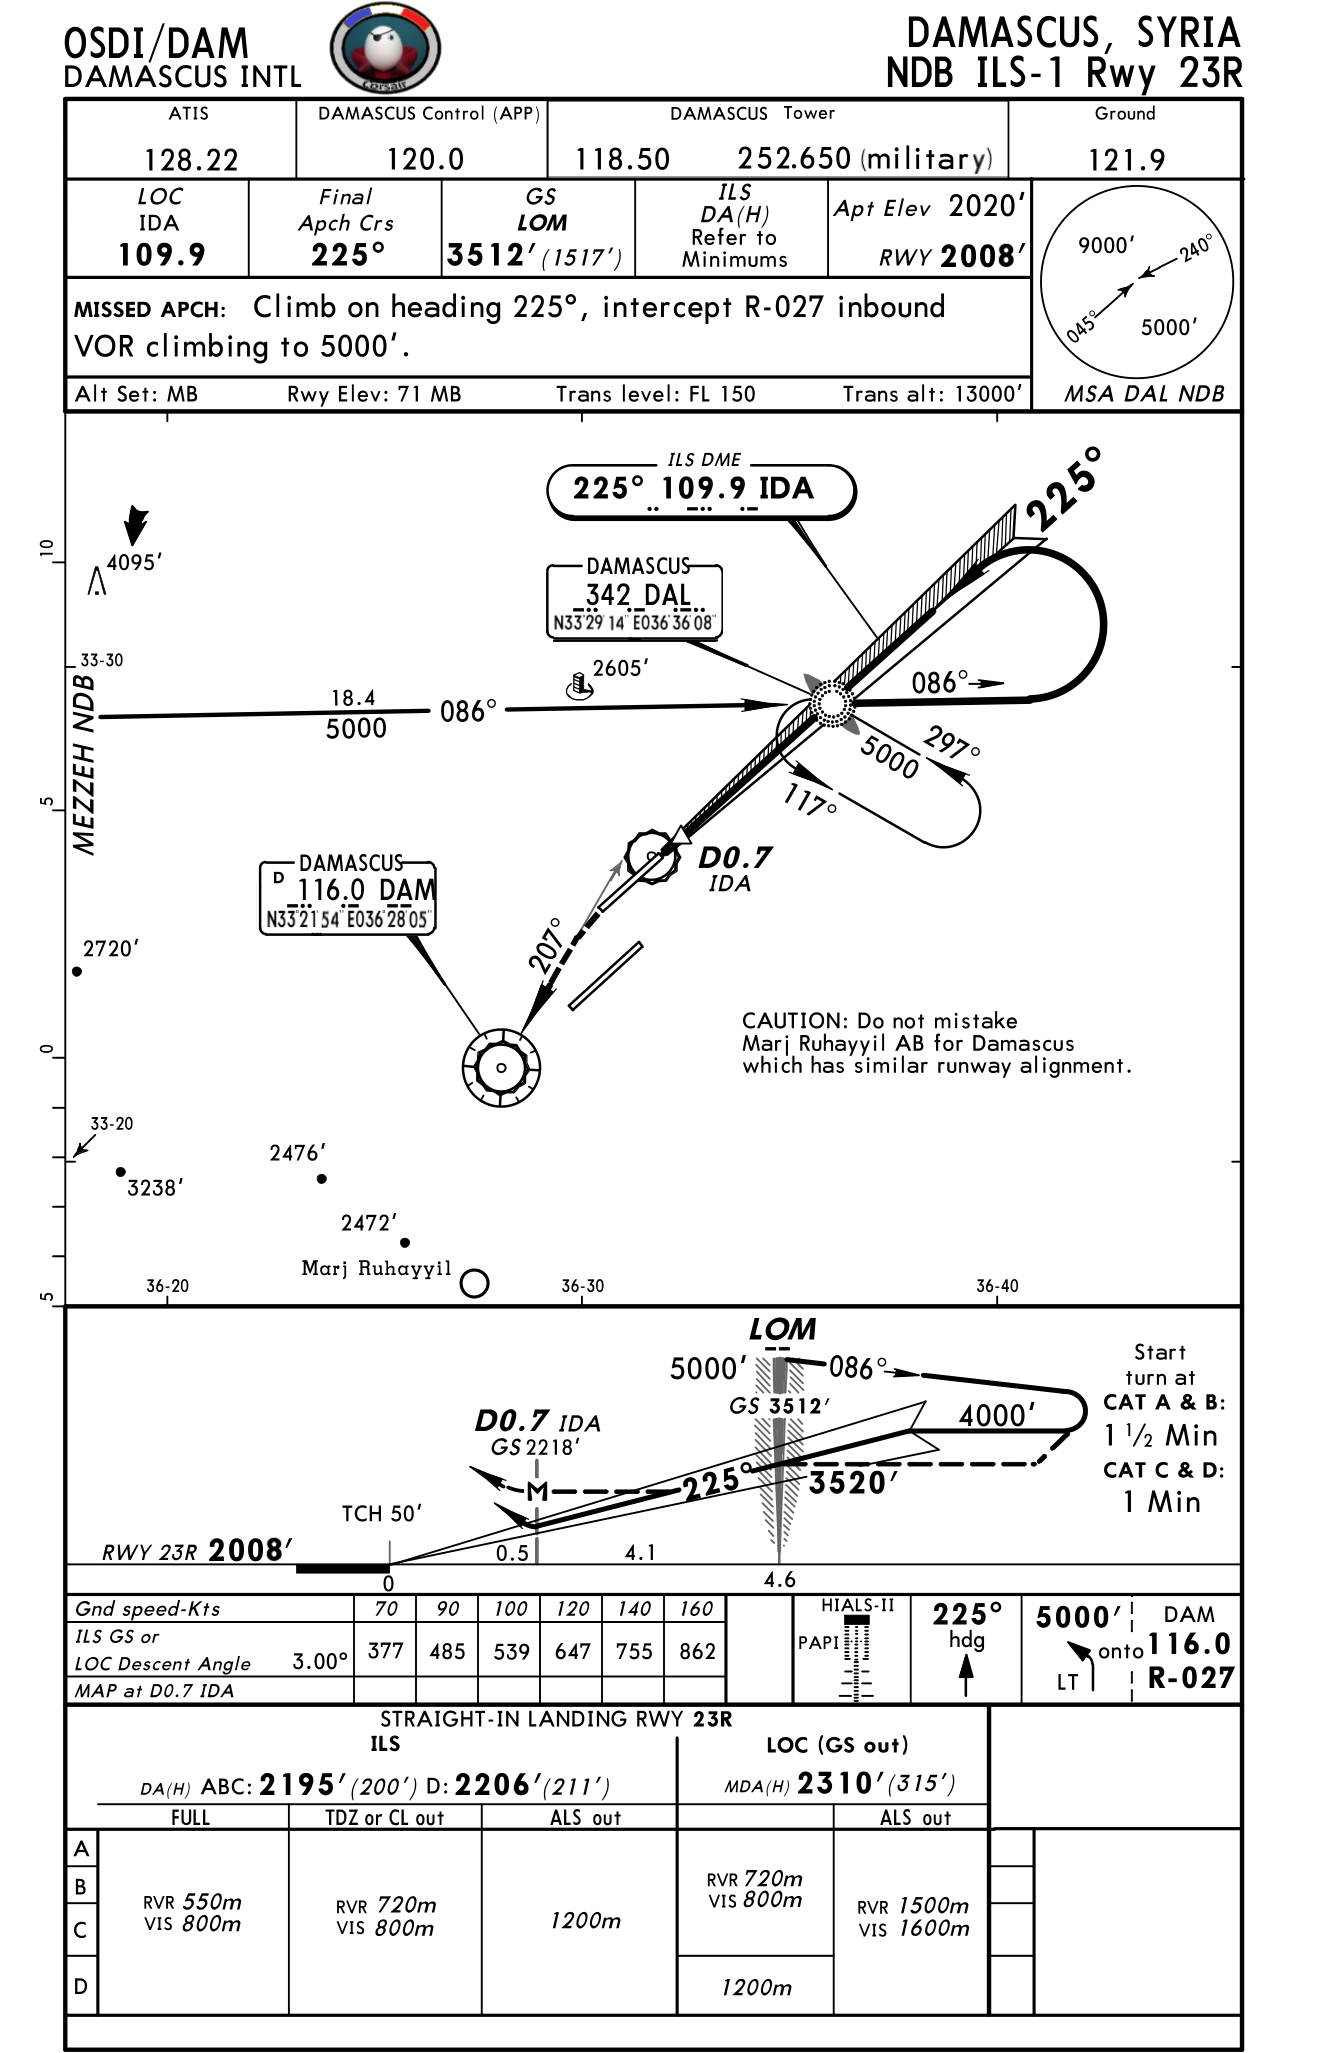 OSDI/DAM
DAMASCUS INTL
Corsair
DAMASCUS, SYRIA
NDB ILS-1 Rwy 23R
ATIS
128.22
DAMASCUS Control (APP)
120.0
DAMASCUS Tower
118.50 252.650 (military)
Ground
121.9
LOC
IDA
109.9
Final
Apch Crs
225°
GS
LOM
3512' (1517')
ILS
DA(H)
Refer to
Minimums
Apt Elev 2020'
RWY 2008'
9000'
240°
045°
5000'
MSA DAL NDB
MISSED APCH: Climb on heading 225°, intercept R-027 inbound
VOR climbing to 5000'.
Alt Set: MB Rwy Elev: 71 MB Trans level: FL 150 Trans alt: 13000'
ILS DME
225° 109.9 IDA
225°
4095'
10
DAMASCUS
342 DAL
N33°29'14" E036°36'08"
33-30
2605'
MEZZEH NDB
18.4
5000
086°
086°
297°
5000
117°
5
D0.7
IDA
DAMASCUS
D 116.0 DAM
N33°21'54" E036°28'05"
207°
2720'
0
CAUTION: Do not mistake
Marj Ruhayyil AB for Damascus
which has similar runway alignment.
33-20
3238'
2476'
2472'
Marj Ruhayyil
5
36-20
36-30
36-40
LOM
5000'
086°
GS 3512'
4000'
Start
turn at
CAT A & B:
1 1/2 Min
CAT C & D:
1 Min
D0.7 IDA
GS 2218'
M
225°
3520'
TCH 50'
RWY 23R 2008'
0.5
4.1
0
4.6
Gnd speed-Kts 70 90 100 120 140 160
ILS GS or
LOC Descent Angle 3.00° 377 485 539 647 755 862
MAP at D0.7 IDA
HIALS-II
PAPI
225°
hdg
5000'
LT
onto
DAM
116.0
R-027
STRAIGHT-IN LANDING RWY 23R
ILS
LOC (GS out)
DA(H) ABC: 2195' (200') D: 2206' (211')
MDA(H) 2310' (315')
FULL
TDZ or CL out
ALS out
ALS out
A
B
C
D
RVR 550m
VIS 800m
RVR 720m
VIS 800m
1200m
RVR 720m
VIS 800m
1200m
RVR 1500m
VIS 1600m